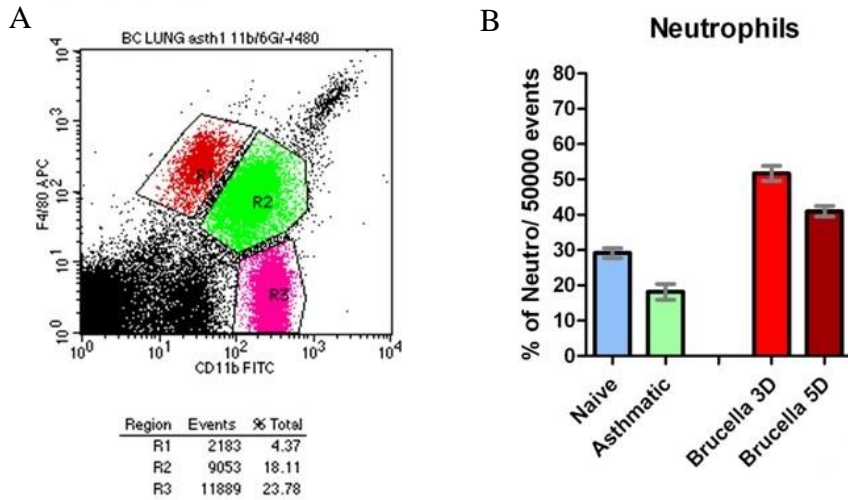 A
BC LUNG asth1 11b/6G/-/480
F4/80 APC
10^4
10^3
10^2
10^1
10^0
R1
R2
R3
10^0 10^1 10^2 10^3 10^4
CD11b FITC
Region Events % Total
R1 2183 4.37
R2 9053 18.11
R3 11889 23.78
B
Neutrophils
% of Neutro/ 50000 events
80
70
60
50
40
30
20
10
0
Naive
Asthmatic
Brucella 3D
Brucella 5D